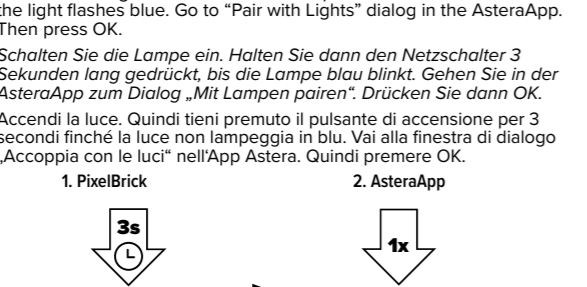 the light flashes blue. Go to “Pair with Lights” dialog in the AsteraApp.
Then press OK.
Schalten Sie die Lampe ein. Halten Sie dann den Netzschalter 3
Sekunden lang gedrückt, bis die Lampe blau blinkt. Gehen Sie in der
AsteraApp zum Dialog „Mit Lampen pairen“. Drücken Sie dann OK.
Accendi la luce. Quindi tieni premuto il pulsante di accensione per 3
secondi finché la luce non lampeggia in blu. Vai alla finestra di dialogo
„Accoppia con le luci“ nell‘App Astera. Quindi premere OK.
1. PixelBrick 2. AsteraApp
3s
1x